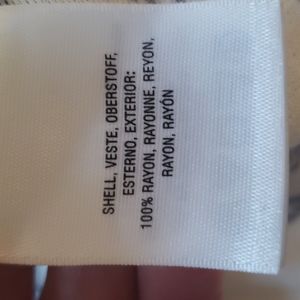 SHELL, VESTE, OBERSTOFF,
ESTERNO, EXTERIOR:
100% RAYON, RAYONNE, REYON,
RAYON, RAYÓN